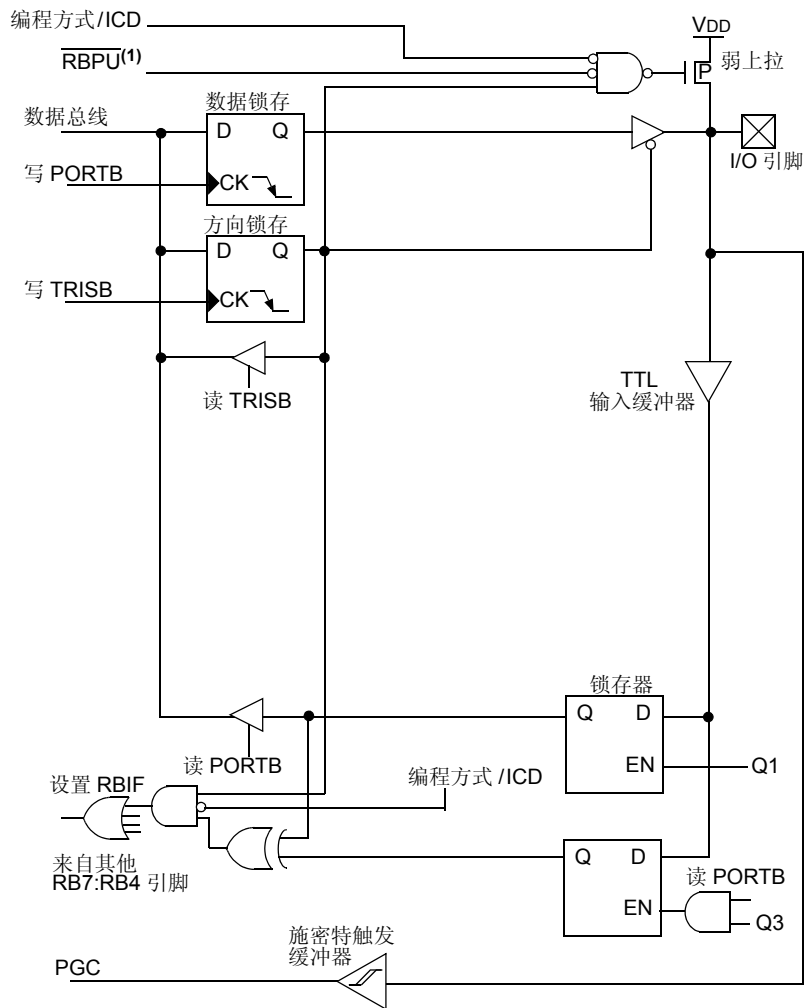 编程方式/ICD
VDD
RBPU(1)
弱上拉
P
数据锁存
数据总线
D Q
I/O 引脚
写 PORTB
CK
方向锁存
D Q
写 TRISB
CK
TTL
输入缓冲器
读 TRISB
锁存器
Q D
读 PORTB
EN
Q1
设置 RBIF
编程方式 /ICD
Q D
读 PORTB
来自其他
RB7:RB4 引脚
EN
Q3
施密特触发
缓冲器
PGC